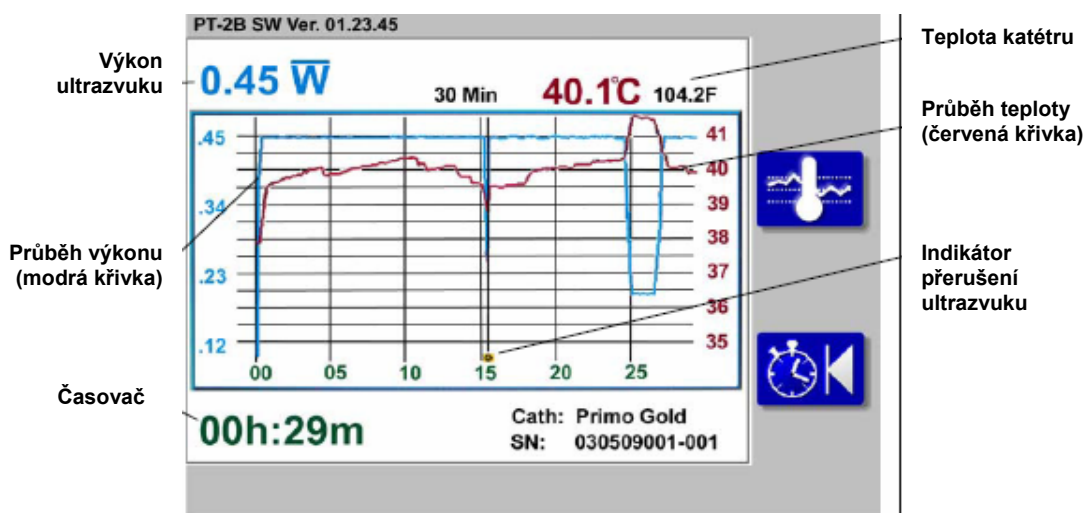 PT-2B SW Ver. 01.23.45
Výkon
ultrazvuku
0.45 W
30 Min
40.1°C
104.2F
Teplota katétru
Průběh teploty
(červená křivka)
.45
.34
.23
.12
41
40
39
38
37
36
35
Průběh výkonu
(modrá křivka)
Indikátor
přerušení
ultrazvuku
00 05 10 15 20 25
Časovač
00h:29m
Cath: Primo Gold
SN: 030509001-001